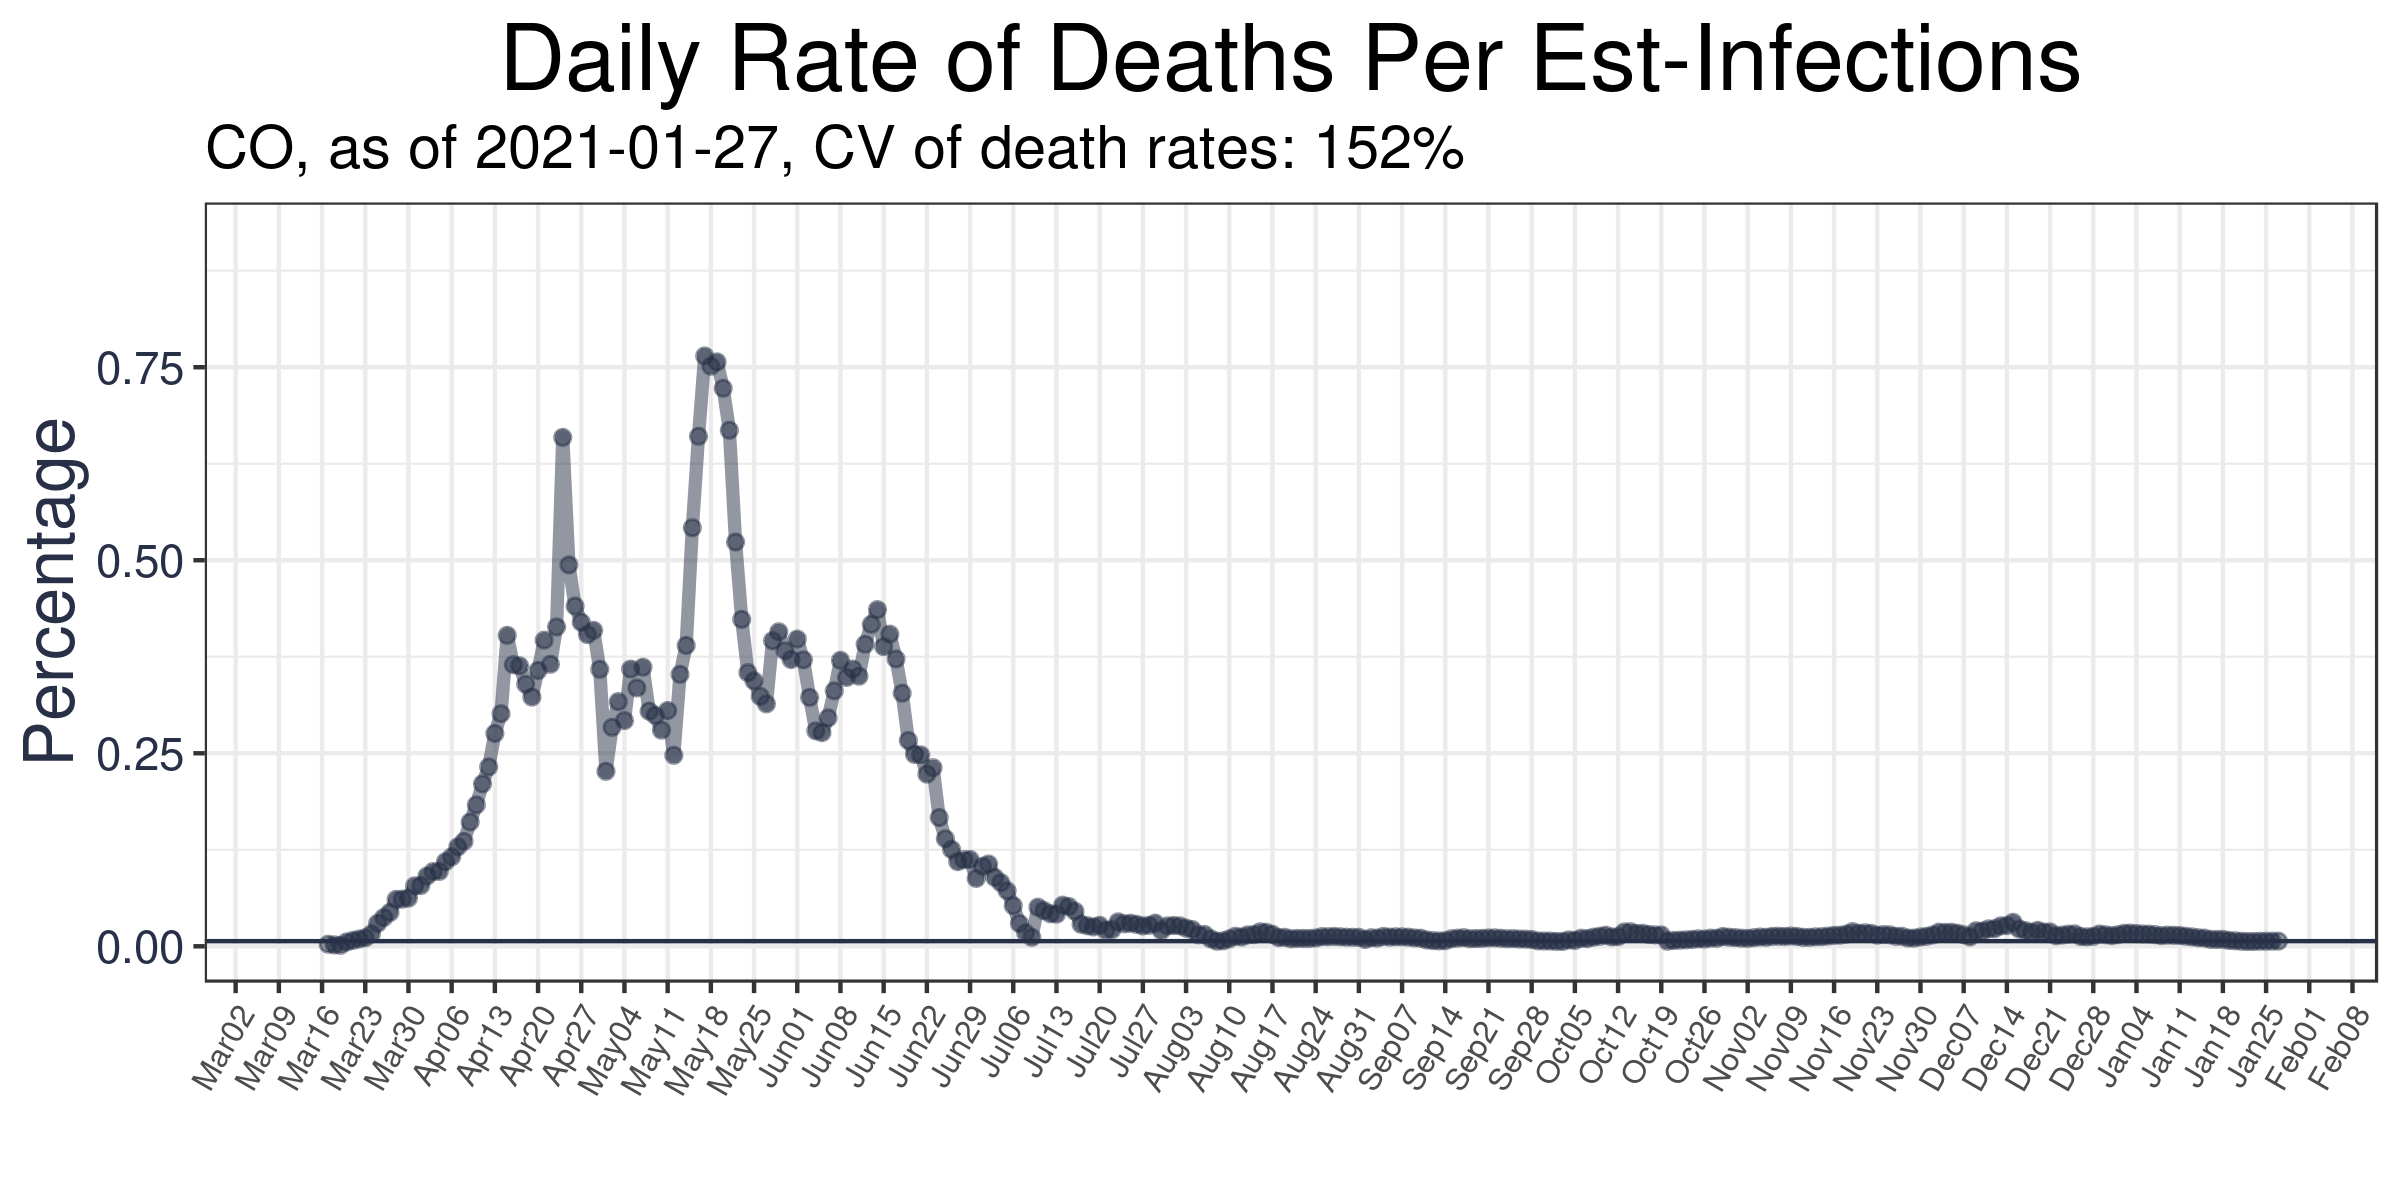 Daily Rate of Deaths Per Est-Infections
CO, as of 2021-01-27, CV of death rates: 152%
Percentage
0.75
0.50
0.25
0.00
Mar02
Mar09
Mar16
Mar23
Mar30
Apr06
Apr13
Apr20
Apr27
May04
May11
May18
May25
Jun01
Jun08
Jun15
Jun22
Jun29
Jul06
Jul13
Jul20
Jul27
Aug03
Aug10
Aug17
Aug24
Aug31
Sep07
Sep14
Sep21
Sep28
Oct05
Oct12
Oct19
Oct26
Nov02
Nov09
Nov16
Nov23
Nov30
Dec07
Dec14
Dec21
Dec28
Jan04
Jan11
Jan18
Jan25
Feb01
Feb08